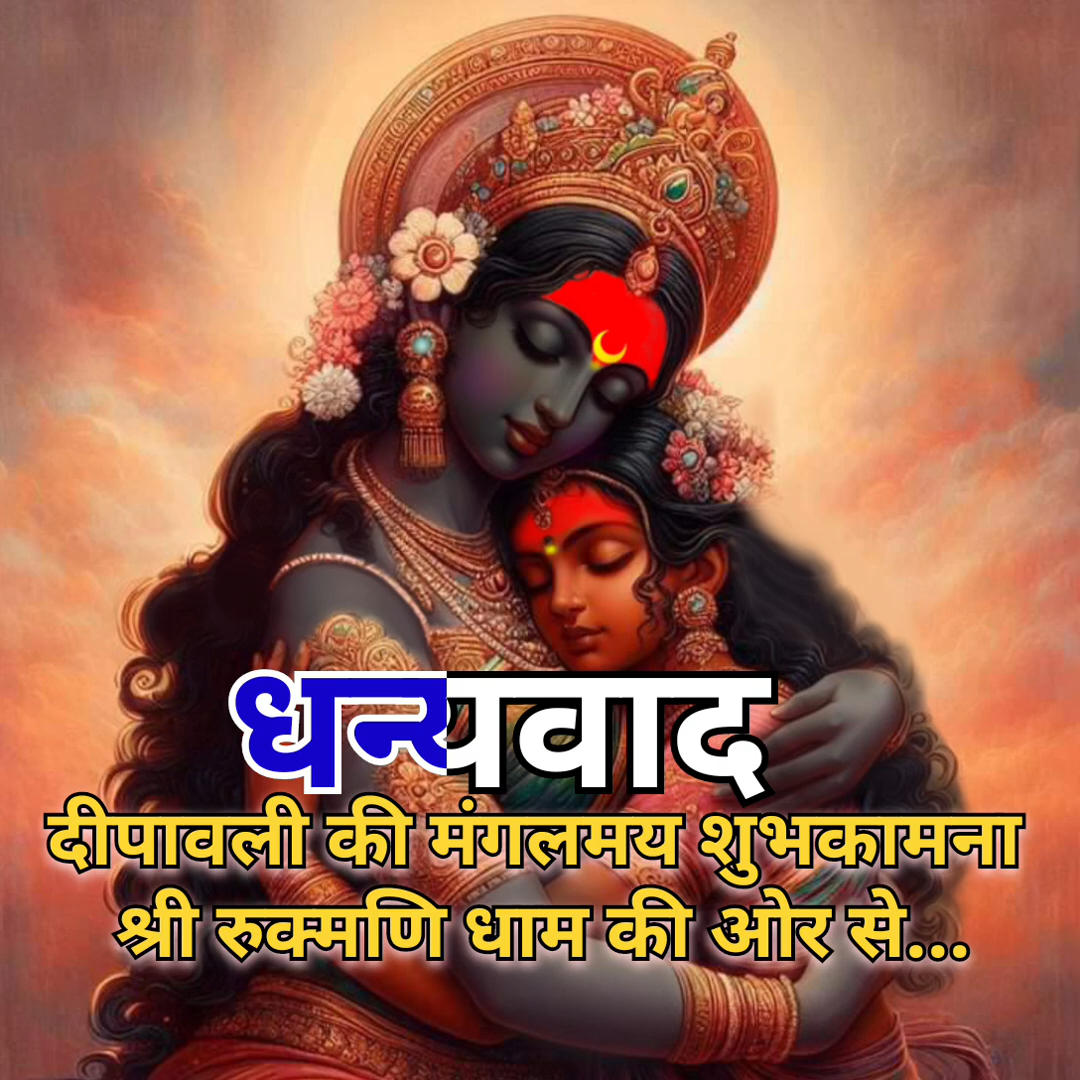 धन्यवाद
दीपावली की मंगलमय शुभकामना
श्री रुक्मणि धाम की ओर से...